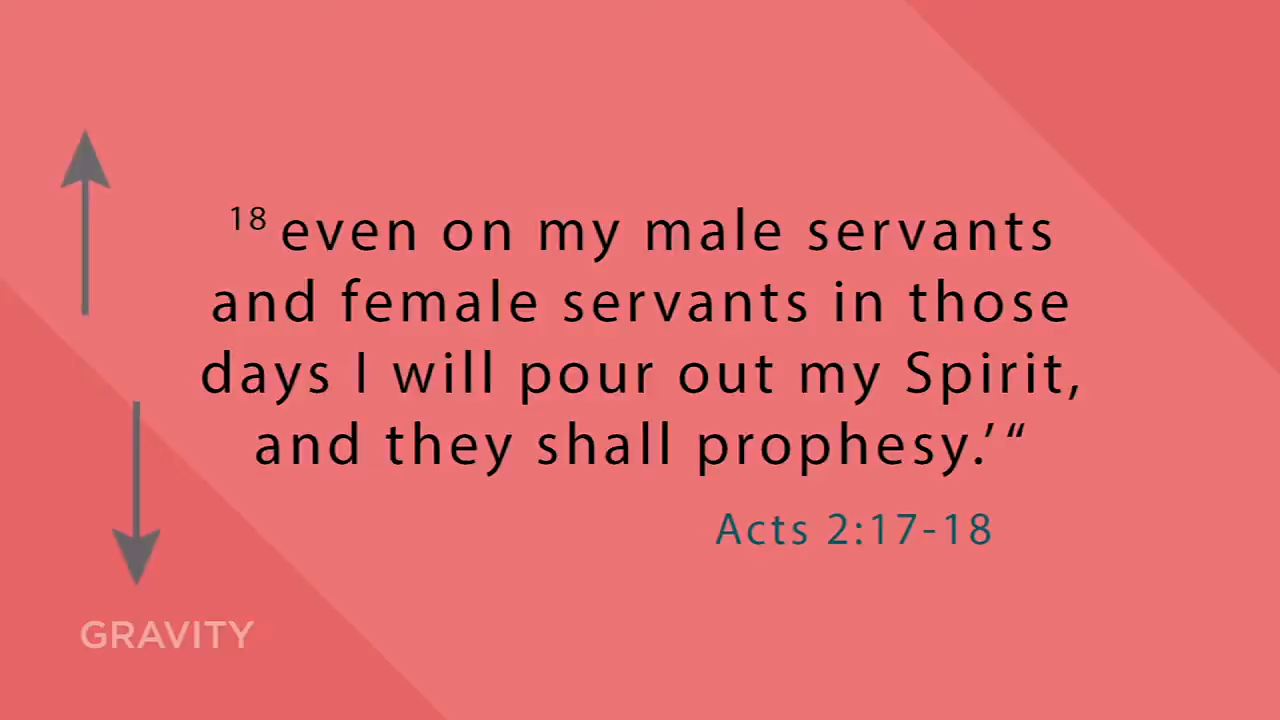 18 even on my male servants
and female servants in those
days I will pour out my Spirit,
and they shall prophesy.’“
Acts 2:17-18
GRAVITY